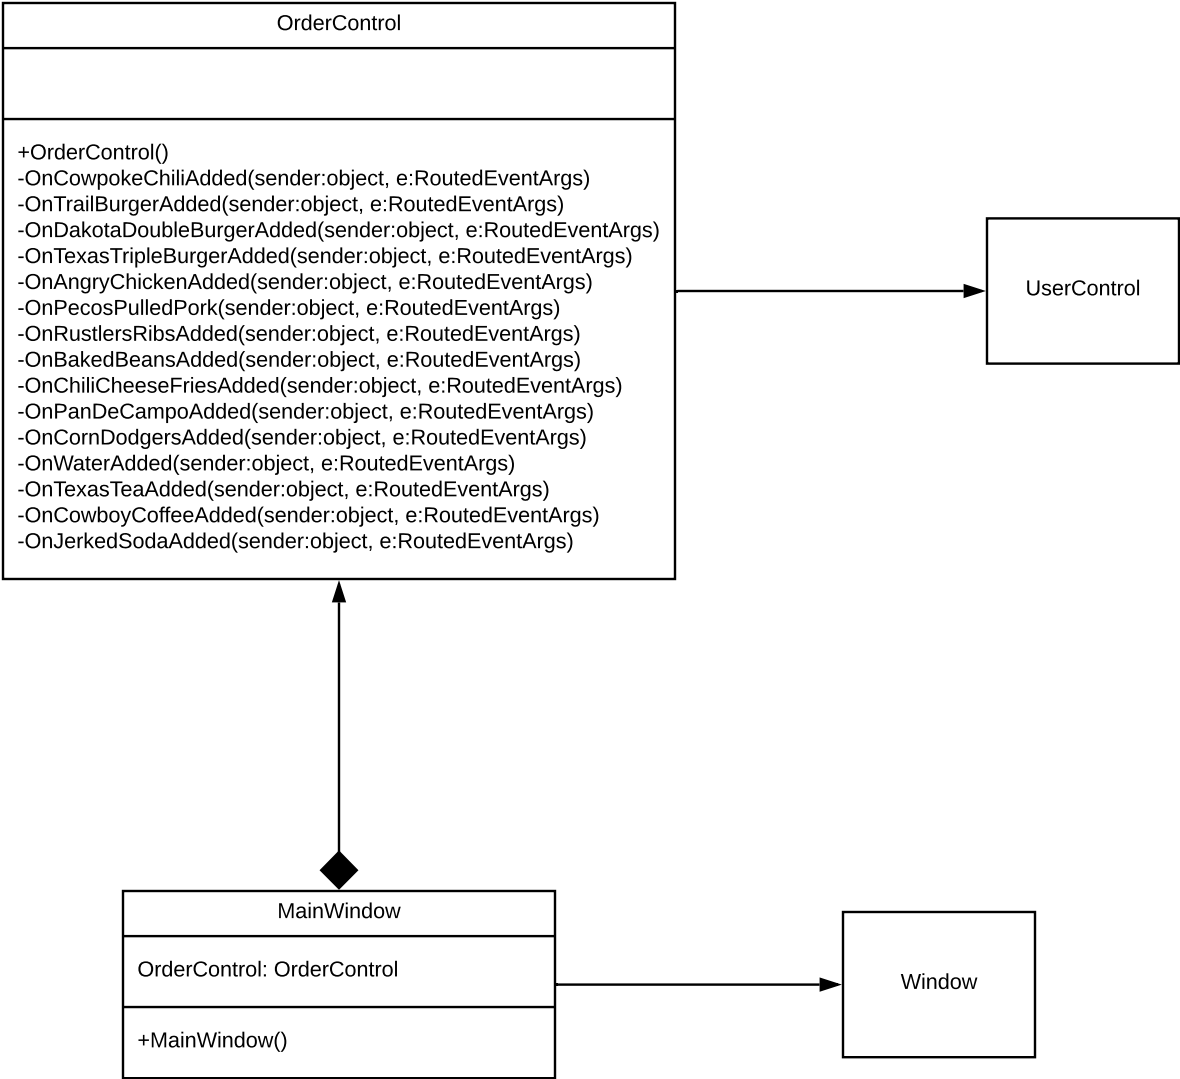 OrderControl
+OrderControl()
-OnCowpokeChiliAdded(sender:object, e:RoutedEventArgs)
-OnTrailBurgerAdded(sender:object, e:RoutedEventArgs)
-OnDakotaDoubleBurgerAdded(sender:object, e:RoutedEventArgs)
-OnTexasTripleBurgerAdded(sender:object, e:RoutedEventArgs)
-OnAngryChickenAdded(sender:object, e:RoutedEventArgs)
-OnPecosPulledPork(sender:object, e:RoutedEventArgs)
-OnRustlersRibsAdded(sender:object, e:RoutedEventArgs)
-OnBakedBeansAdded(sender:object, e:RoutedEventArgs)
-OnChiliCheeseFriesAdded(sender:object, e:RoutedEventArgs)
-OnPanDeCampoAdded(sender:object, e:RoutedEventArgs)
-OnCornDodgersAdded(sender:object, e:RoutedEventArgs)
-OnWaterAdded(sender:object, e:RoutedEventArgs)
-OnTexasTeaAdded(sender:object, e:RoutedEventArgs)
-OnCowboyCoffeeAdded(sender:object, e:RoutedEventArgs)
-OnJerkedSodaAdded(sender:object, e:RoutedEventArgs)
UserControl
MainWindow
OrderControl: OrderControl
+MainWindow()
Window